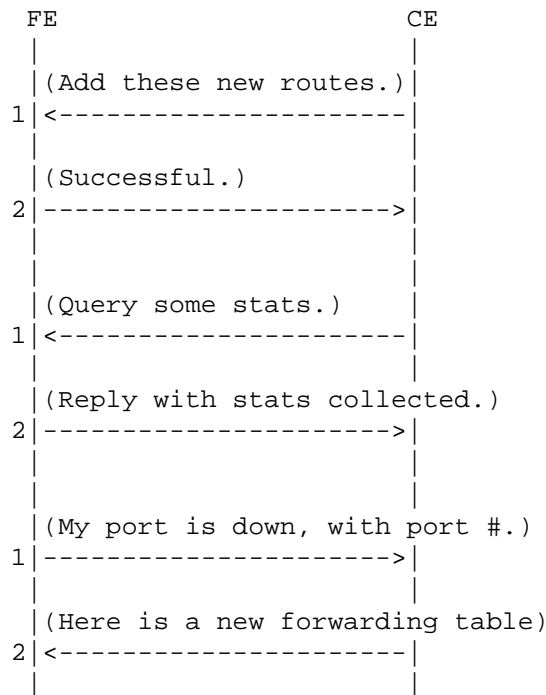 FE CE
(Add these new routes.)
1|<----------------------|
(Successful.)
2|---------------------->|
(Query some stats.)
1|<----------------------|
(Reply with stats collected.)
2|---------------------->|
(My port is down, with port #.)
1|---------------------->|
(Here is a new forwarding table)
2|<----------------------|